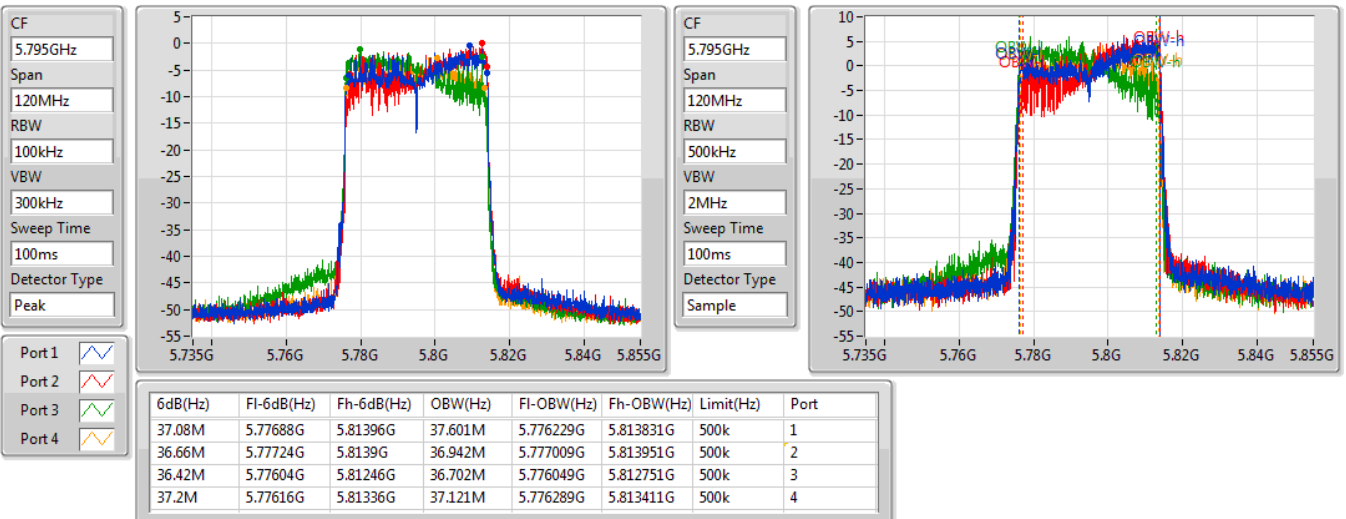 CF
5.795GHz
Span
120MHz
RBW
100kHz
VBW
300kHz
Sweep Time
100ms
Detector Type
Peak
5
0
-5
-10
-15
-20
-25
-30
-35
-40
-45
-50
-55
5.735G 5.76G 5.78G 5.8G 5.82G 5.84G 5.855G
CF
5.795GHz
Span
120MHz
RBW
500kHz
VBW
2MHz
Sweep Time
100ms
Detector Type
Sample
10
5
0
-5
-10
-15
-20
-25
-30
-35
-40
-45
-50
-55
OBW-h
OBW-h
5.735G 5.76G 5.78G 5.8G 5.82G 5.84G 5.855G
Port 1
Port 2
Port 3
Port 4
6dB(Hz) Fl-6dB(Hz) Fh-6dB(Hz) OBW(Hz) Fl-OBW(Hz) Fh-OBW(Hz) Limit(Hz) Port
37.08M 5.77688G 5.81396G 37.601M 5.776229G 5.813831G 500k 1
36.66M 5.77724G 5.8139G 36.942M 5.777009G 5.813951G 500k 2
36.42M 5.77604G 5.81246G 36.702M 5.776049G 5.812751G 500k 3
37.2M 5.77616G 5.81336G 37.121M 5.776289G 5.813411G 500k 4